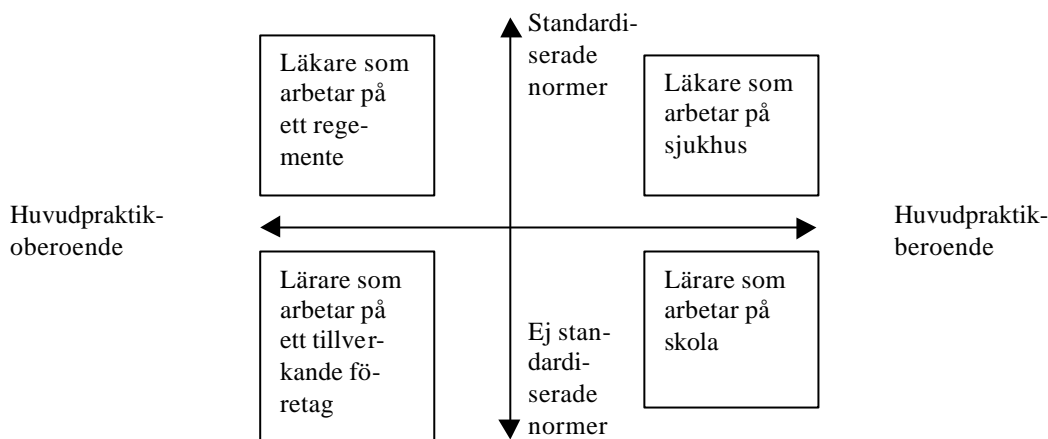 Standardi-
serade
normer
Läkare som
arbetar på
ett rege-
mente
Läkare som
arbetar på
sjukhus
Huvudpraktik-
oberoende
Huvudpraktik-
beroende
Lärare som
arbetar på
ett tillver-
kande fö-
retag
Ej stan-
dardi-
serade
normer
Lärare som
arbetar på
skola